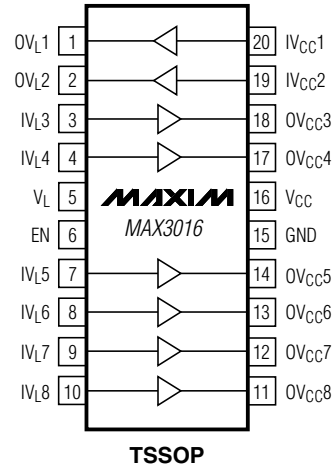 OVL1 1 20 IVCC1
OVL2 2 19 IVCC2
IVL3 3 18 OVCC3
IVL4 4 17 OVCC4
VL 5 MAXIM 16 VCC
EN 6 MAX3016 15 GND
IVL5 7 14 OVCC5
IVL6 8 13 OVCC6
IVL7 9 12 OVCC7
IVL8 10 11 OVCC8
TSSOP